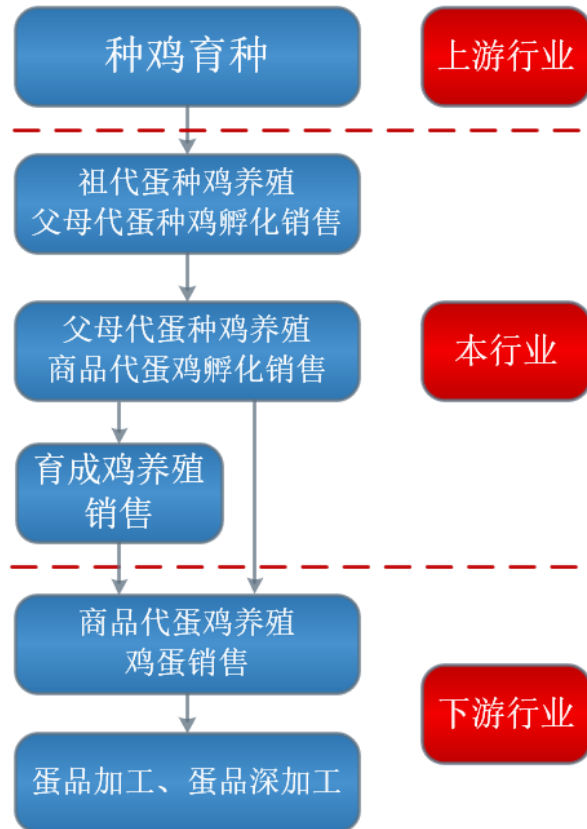 种鸡育种
上游行业
祖代蛋种鸡养殖
父母代蛋种鸡孵化销售
父母代蛋种鸡养殖
商品代蛋鸡孵化销售
本行业
育成鸡养殖
销售
商品代蛋鸡养殖
鸡蛋销售
下游行业
蛋品加工、蛋品深加工